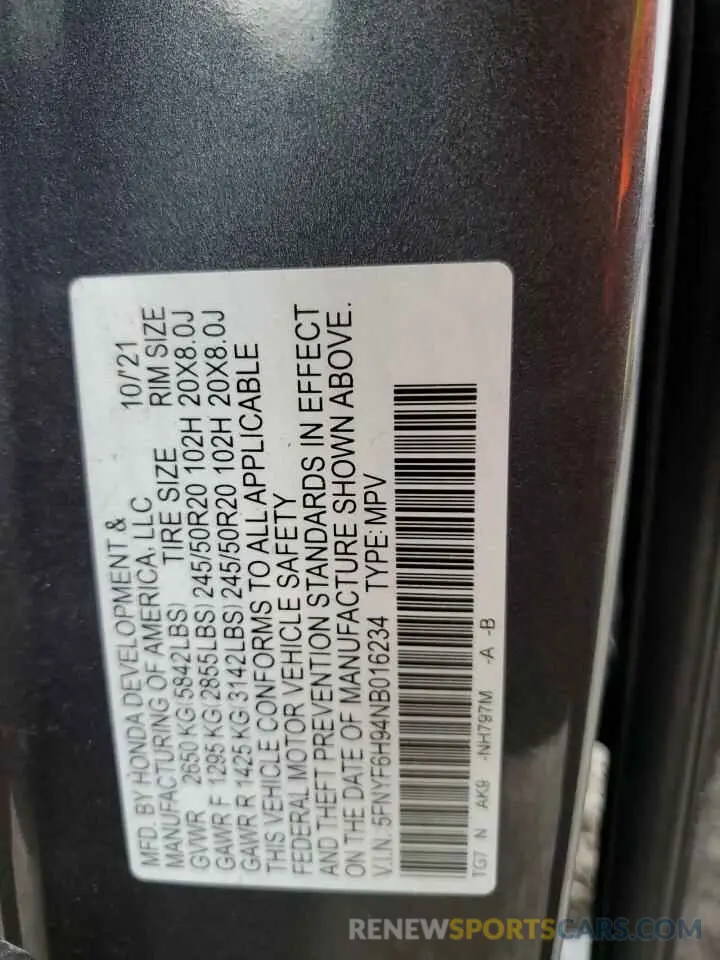 MFD. BY HONDA DEVELOPMENT & 10/'21
MANUFACTURING OF AMERICA, LLC
TIRE SIZE RIM SIZE
GVWR 2650 KG(5842LBS)
GAWR F 1295 KG(2855LBS) 245/50R20 102H 20X8.0J
GAWR R 1425 KG(3142LBS) 245/50R20 102H 20X8.0J
THIS VEHICLE CONFORMS TO ALL APPLICABLE
FEDERAL MOTOR VEHICLE SAFETY
AND THEFT PREVENTION STANDARDS IN EFFECT
ON THE DATE OF MANUFACTURE SHOWN ABOVE.
V.I.N. 5FNYF6H94NB016234 TYPE:MPV
TG7 N AK9 -NH797M -A -B
RENEWSPORTSCARS.COM